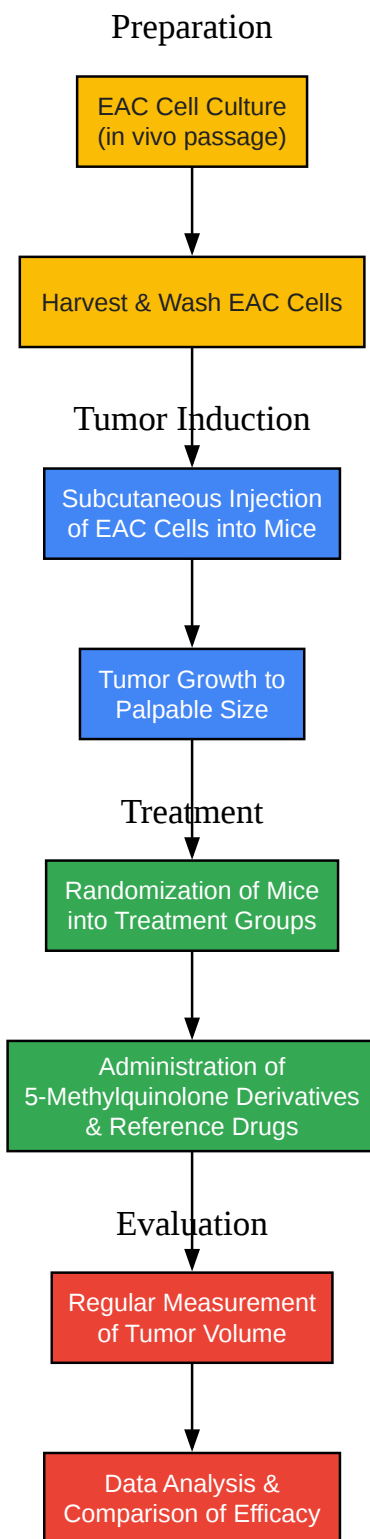 Preparation
EAC Cell Culture
(in vivo passage)
Harvest & Wash EAC Cells
Tumor Induction
Subcutaneous Injection
of EAC Cells into Mice
Tumor Growth to
Palpable Size
Treatment
Randomization of Mice
into Treatment Groups
Administration of
5-Methylquinolone Derivatives
& Reference Drugs
Evaluation
Regular Measurement
of Tumor Volume
Data Analysis &
Comparison of Efficacy